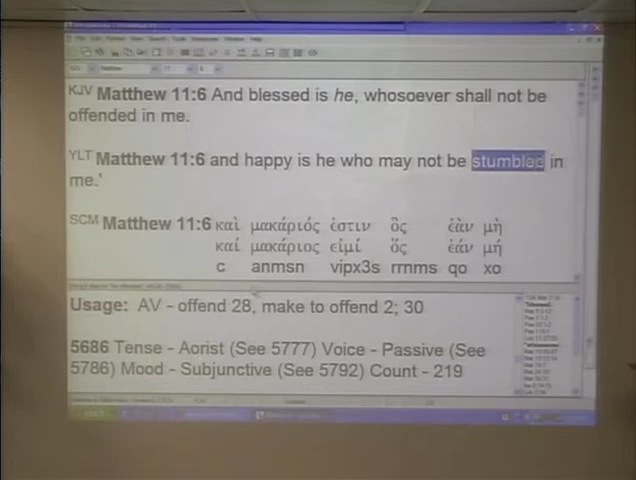 KJV Matthew 11:6 And blessed is he, whosoever shall not be
offended in me.
YLT Matthew 11:6 and happy is he who may not be stumbled in
me.'
SCM Matthew 11:6 καὶ μακάριός ἐστιν ὃς ἐὰν μὴ
καί μακάριος εἰμί ὅς ἐάν μή
c anmsn vipx3s rrnms qo xo
Usage: AV - offend 28, make to offend 2; 30
5686 Tense - Aorist (See 5777) Voice - Passive (See
5786) Mood - Subjunctive (See 5792) Count - 219